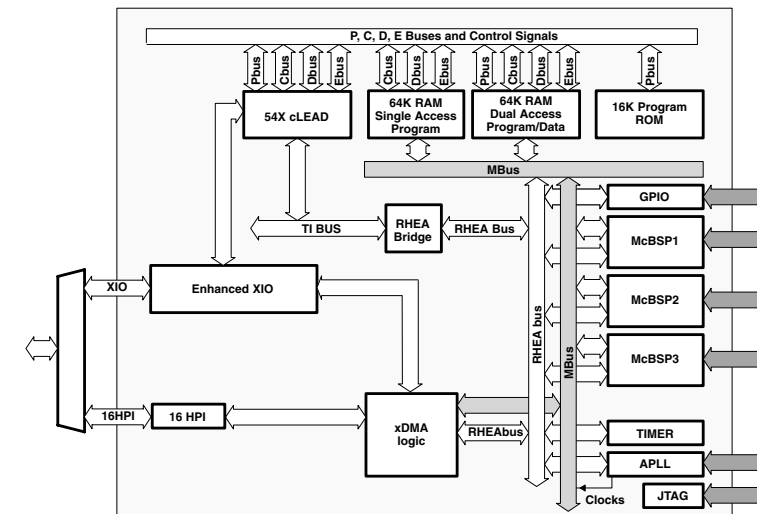 P, C, D, E Buses and Control Signals
Pbus
Cbus
Dbus
Ebus
Cbus
Dbus
Ebus
Pbus
Cbus
Dbus
Ebus
Pbus
54X cLEAD
64K RAM
Single Access
Program
64K RAM
Dual Access
Program/Data
16K Program
ROM
MBus
GPIO
TI BUS
RHEA
Bridge
RHEA Bus
McBSP1
XIO
Enhanced XIO
McBSP2
RHEA bus
MBus
McBSP3
16HPI
16 HPI
xDMA
logic
RHEAbus
TIMER
APLL
Clocks
JTAG